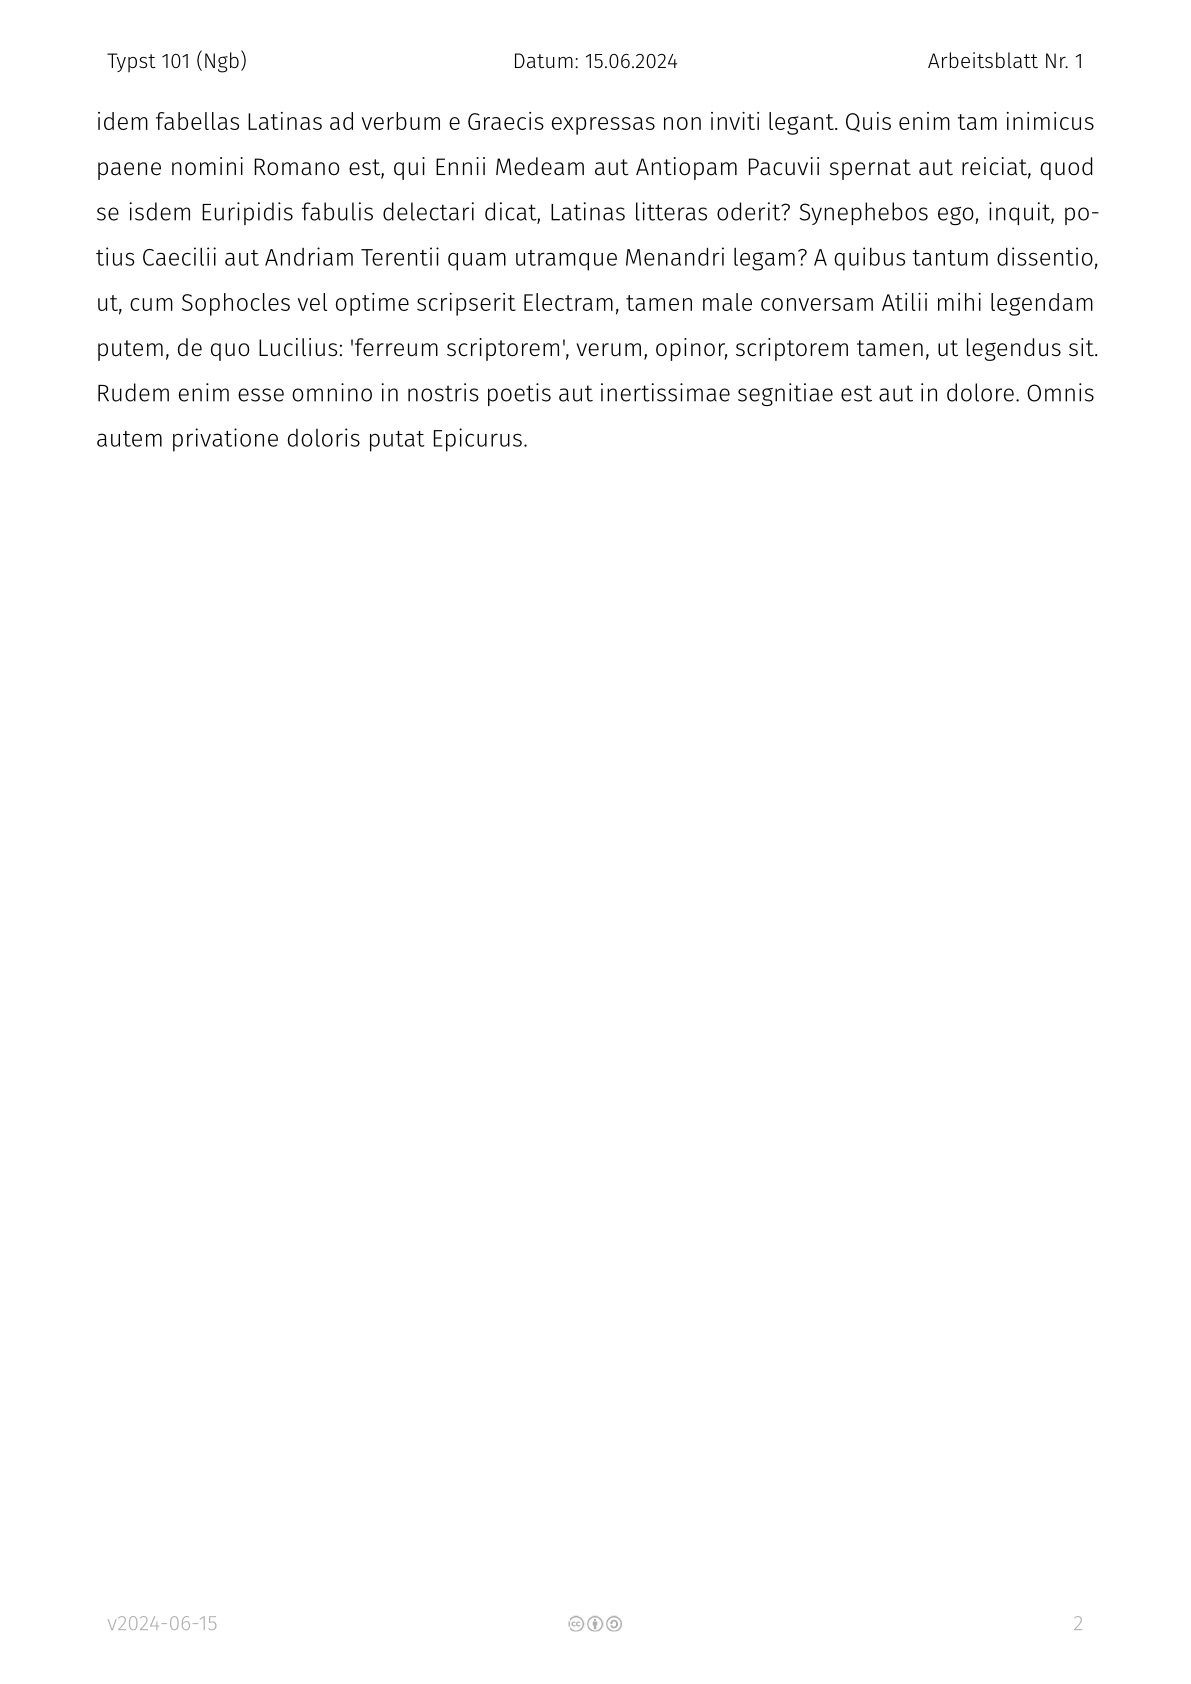 Typst 101 (Ngb) Datum: 15.06.2024 Arbeitsblatt Nr. 1
idem fabellas Latinas ad verbum e Graecis expressas non inviti legant. Quis enim tam inimicus
paene nomini Romano est, qui Ennii Medeam aut Antiopam Pacuvii spernat aut reiciat, quod
se isdem Euripidis fabulis delectari dicat, Latinas litteras oderit? Synephebos ego, inquit, po-
tius Caecilii aut Andriam Terentii quam utramque Menandri legam? A quibus tantum dissentio,
ut, cum Sophocles vel optime scripserit Electram, tamen male conversam Atilii mihi legendam
putem, de quo Lucilius: 'ferreum scriptorem', verum, opinor, scriptorem tamen, ut legendus sit.
Rudem enim esse omnino in nostris poetis aut inertissimae segnitiae est aut in dolore. Omnis
autem privatione doloris putat Epicurus.
v2024-06-15 2